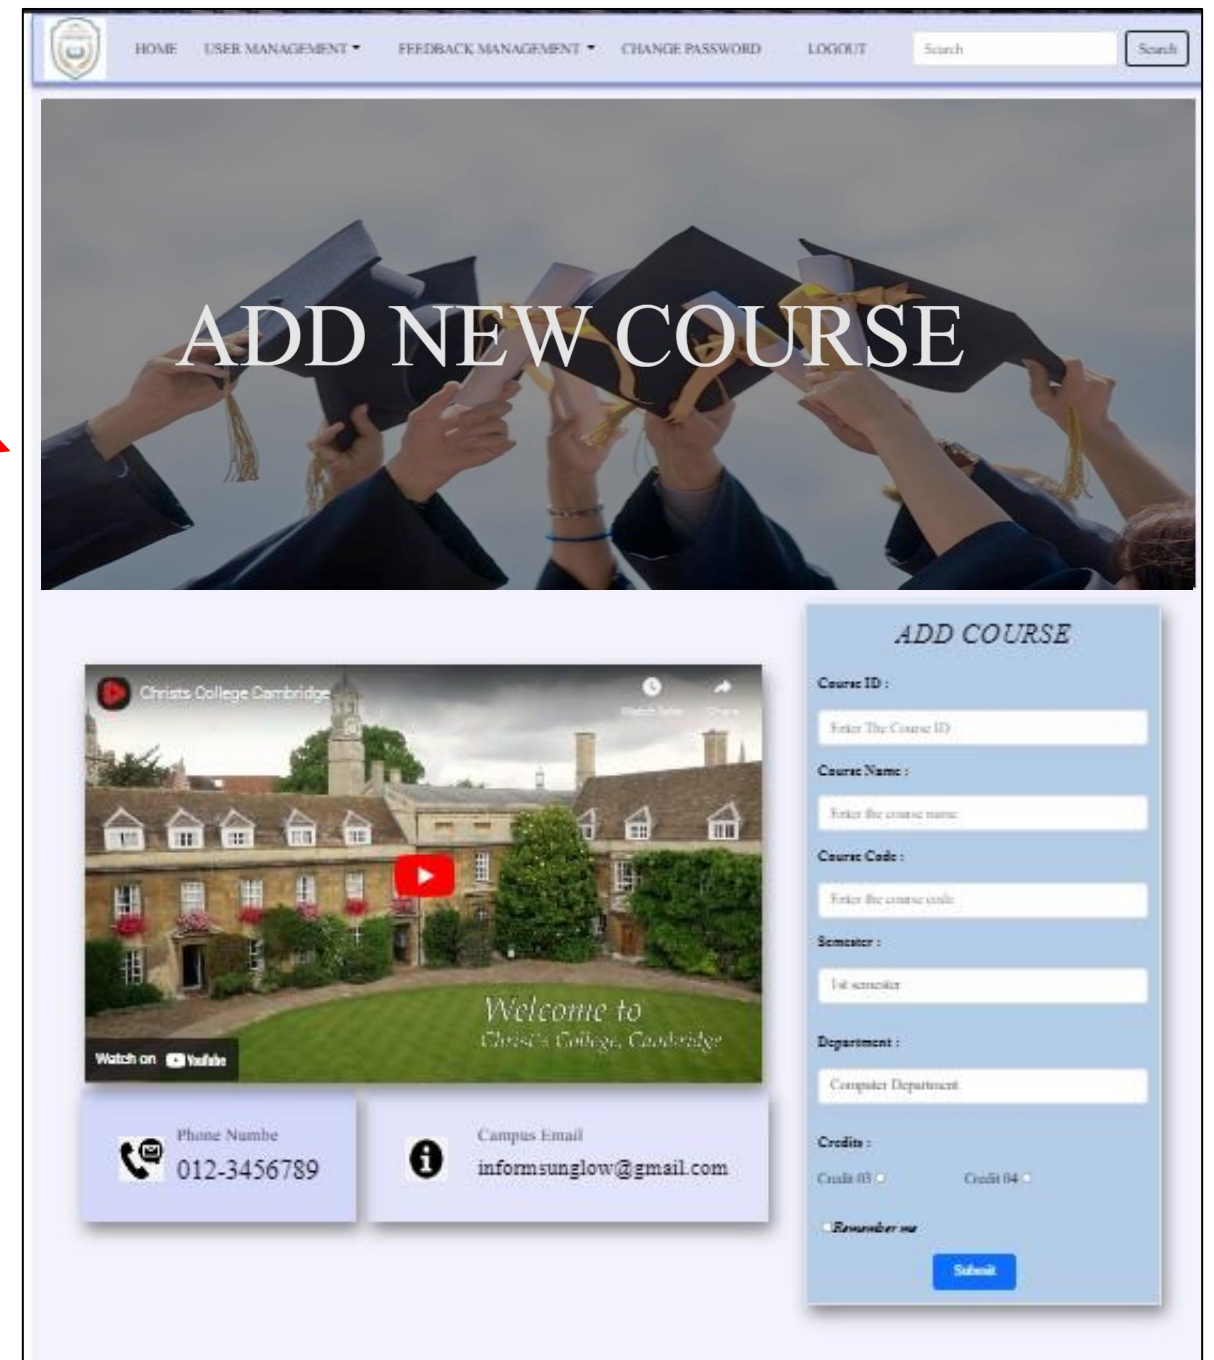 HOME USER MANAGEMENT FEEDBACK MANAGEMENT CHANGE PASSWORD LOGOUT Search Search
ADD NEW COURSE
ADD COURSE
Christs College Cambridge
Watch later Share
Course ID :
Enter The Course ID
Course Name :
Enter the course name
Course Code :
Enter the course code
Semester :
1st semester
Welcome to
Christ's College, Cambridge
Watch on YouTube
Department :
Computer Department
Phone Numbe
012-3456789
Campus Email
informsunglow@gmail.com
Credits :
Credit 03 Credit 04
Remember me
Submit